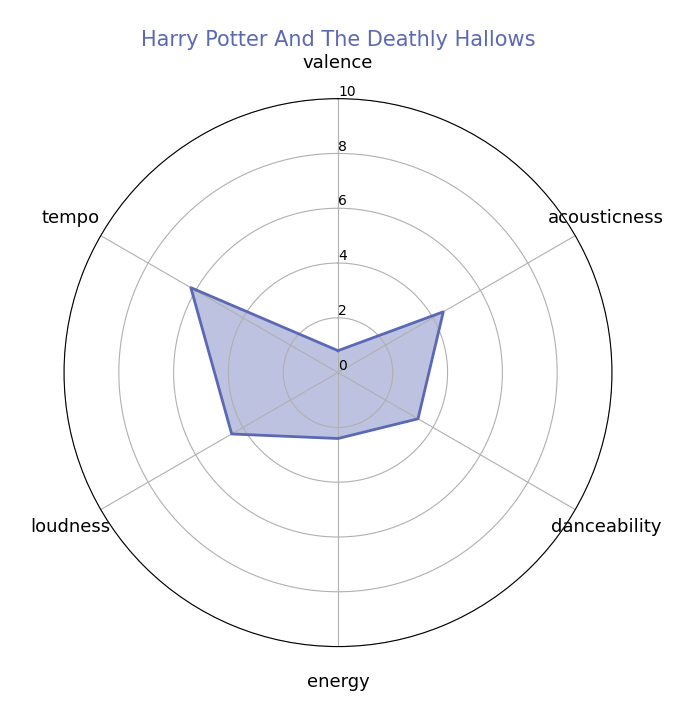 Harry Potter And The Deathly Hallows
valence
10
8
6
4
2
0
tempo
acousticness
loudness
danceability
energy